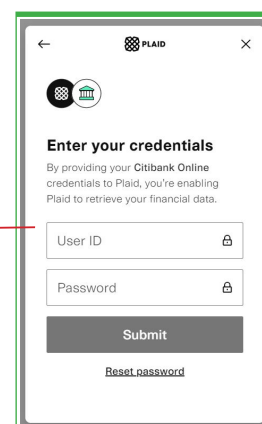 PLAID
Enter your credentials
By providing your Citibank Online
credentials to Plaid, you're enabling
Plaid to retrieve your financial data.
User ID
Password
Submit
Reset password